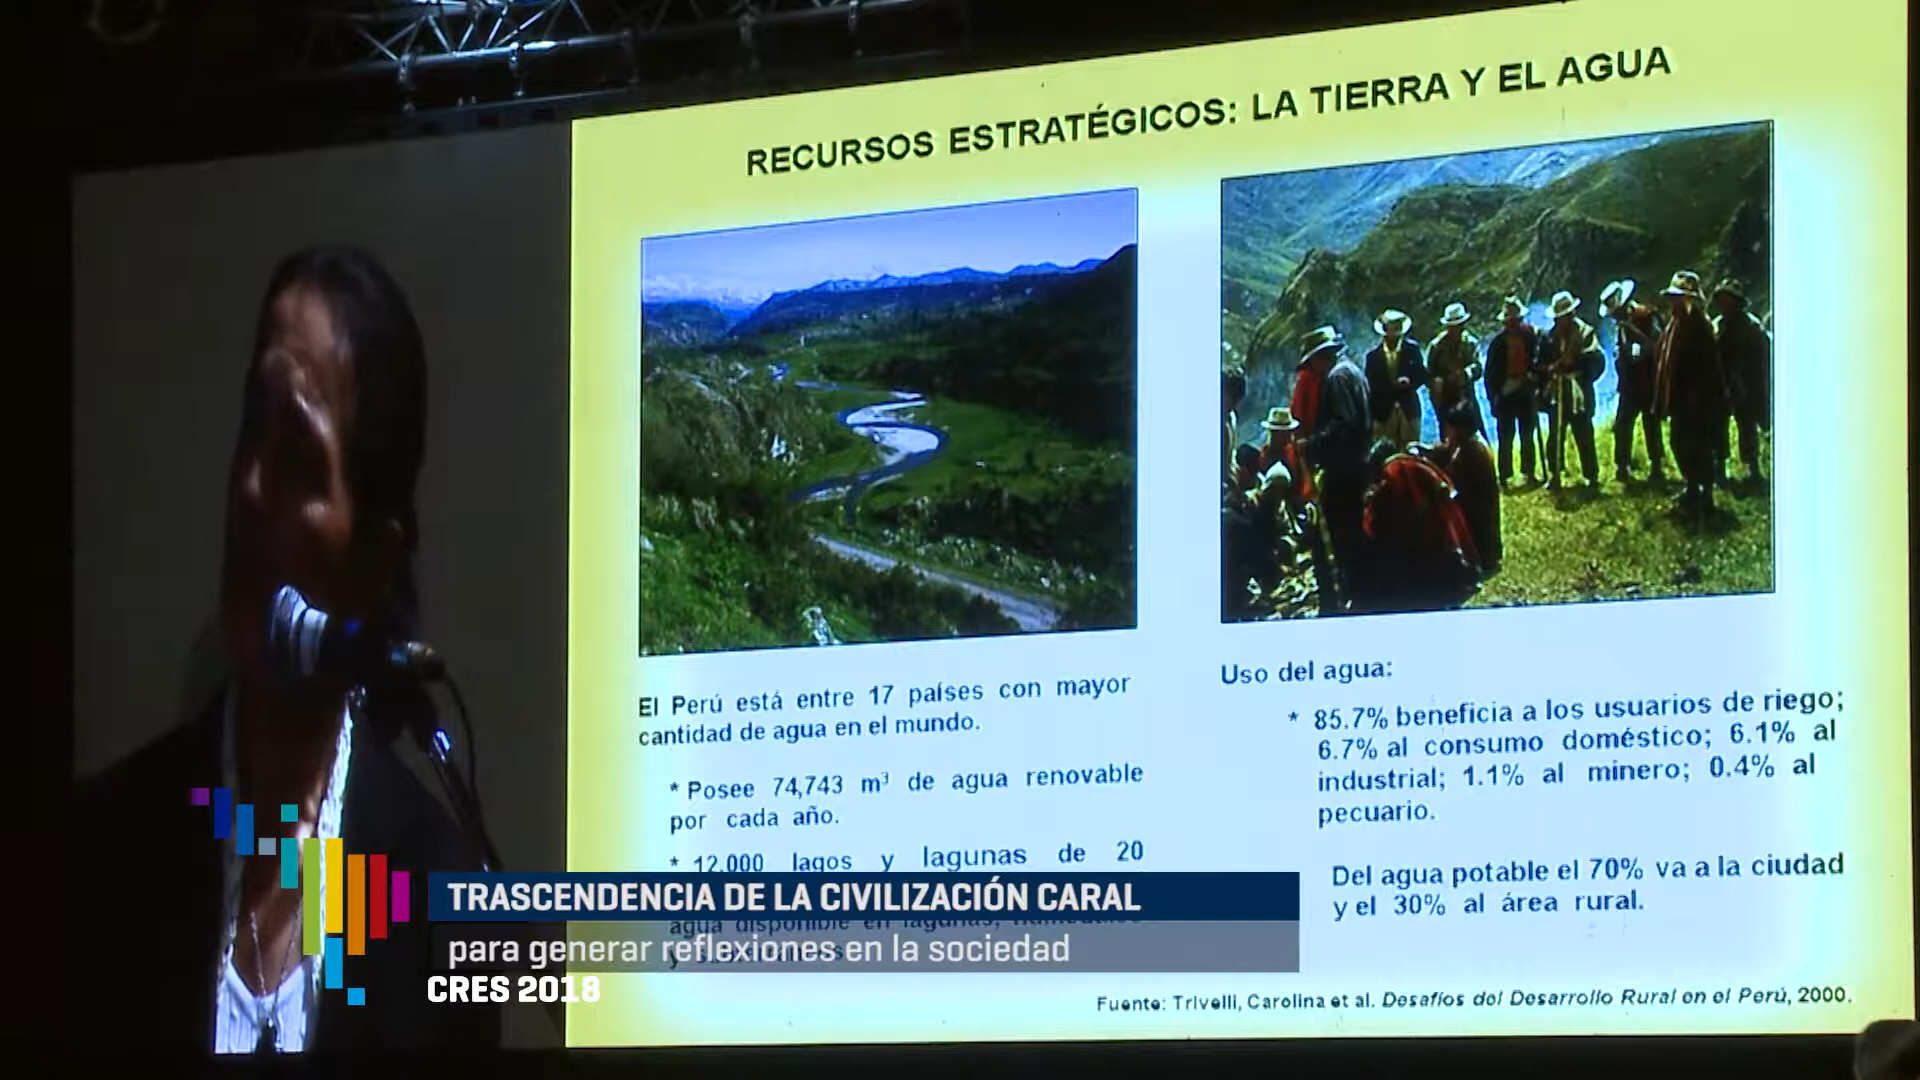 RECURSOS ESTRATÉGICOS: LA TIERRA Y EL AGUA
El Perú está entre 17 países con mayor
cantidad de agua en el mundo.
* Posee 74,743 m³ de agua renovable
por cada año.
* 12.000 lagos y lagunas de 20
agua disponible en lagunas,
Uso del agua:
* 85.7% beneficia a los usuarios de riego;
6.7% al consumo doméstico; 6.1% al
industrial; 1.1% al minero; 0.4% al
pecuario.
Del agua potable el 70% va a la ciudad
y el 30% al área rural.
Fuente: Trivelli, Carolina et al. Desafíos del Desarrollo Rural en el Perú, 2000.
TRASCENDENCIA DE LA CIVILIZACIÓN CARAL
para generar reflexiones en la sociedad
CRES 2018